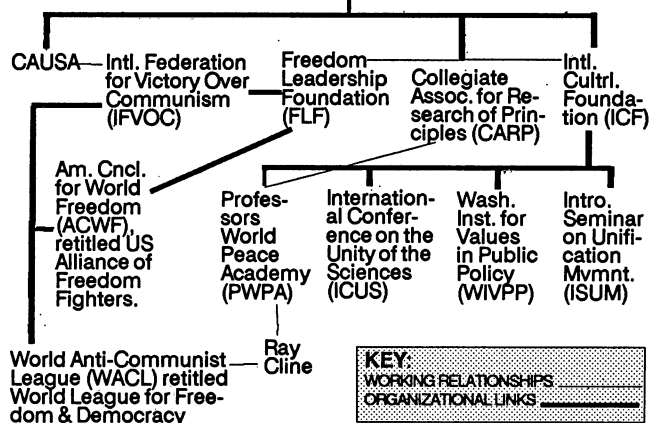 CAUSA
Intl. Federation
for Victory Over
Communism
(IFVOC)
Freedom
Leadership
Foundation
(FLF)
Collegiate
Assoc. for Re-
search of Prin-
ciples (CARP)
Intl.
Cultrl.
Founda-
tion (ICF)
Am. Cncl.
for World
Freedom
(ACWF),
retitled US
Alliance of
Freedom
Fighters.
Profes-
sors
World
Peace
Academy
(PWPA)
Internation-
al Confer-
ence on the
Unity of the
Sciences
(ICUS)
Wash.
Inst. for
Values
in Public
Policy
(WIVPP)
Intro.
Seminar
on Unifi-
cation
Mvmnt.
(ISUM)
World Anti-Communist
League (WACL) retitled
World League for Free-
dom & Democracy
Ray
Cline
KEY:
WORKING RELATIONSHIPS
ORGANIZATIONAL LINKS